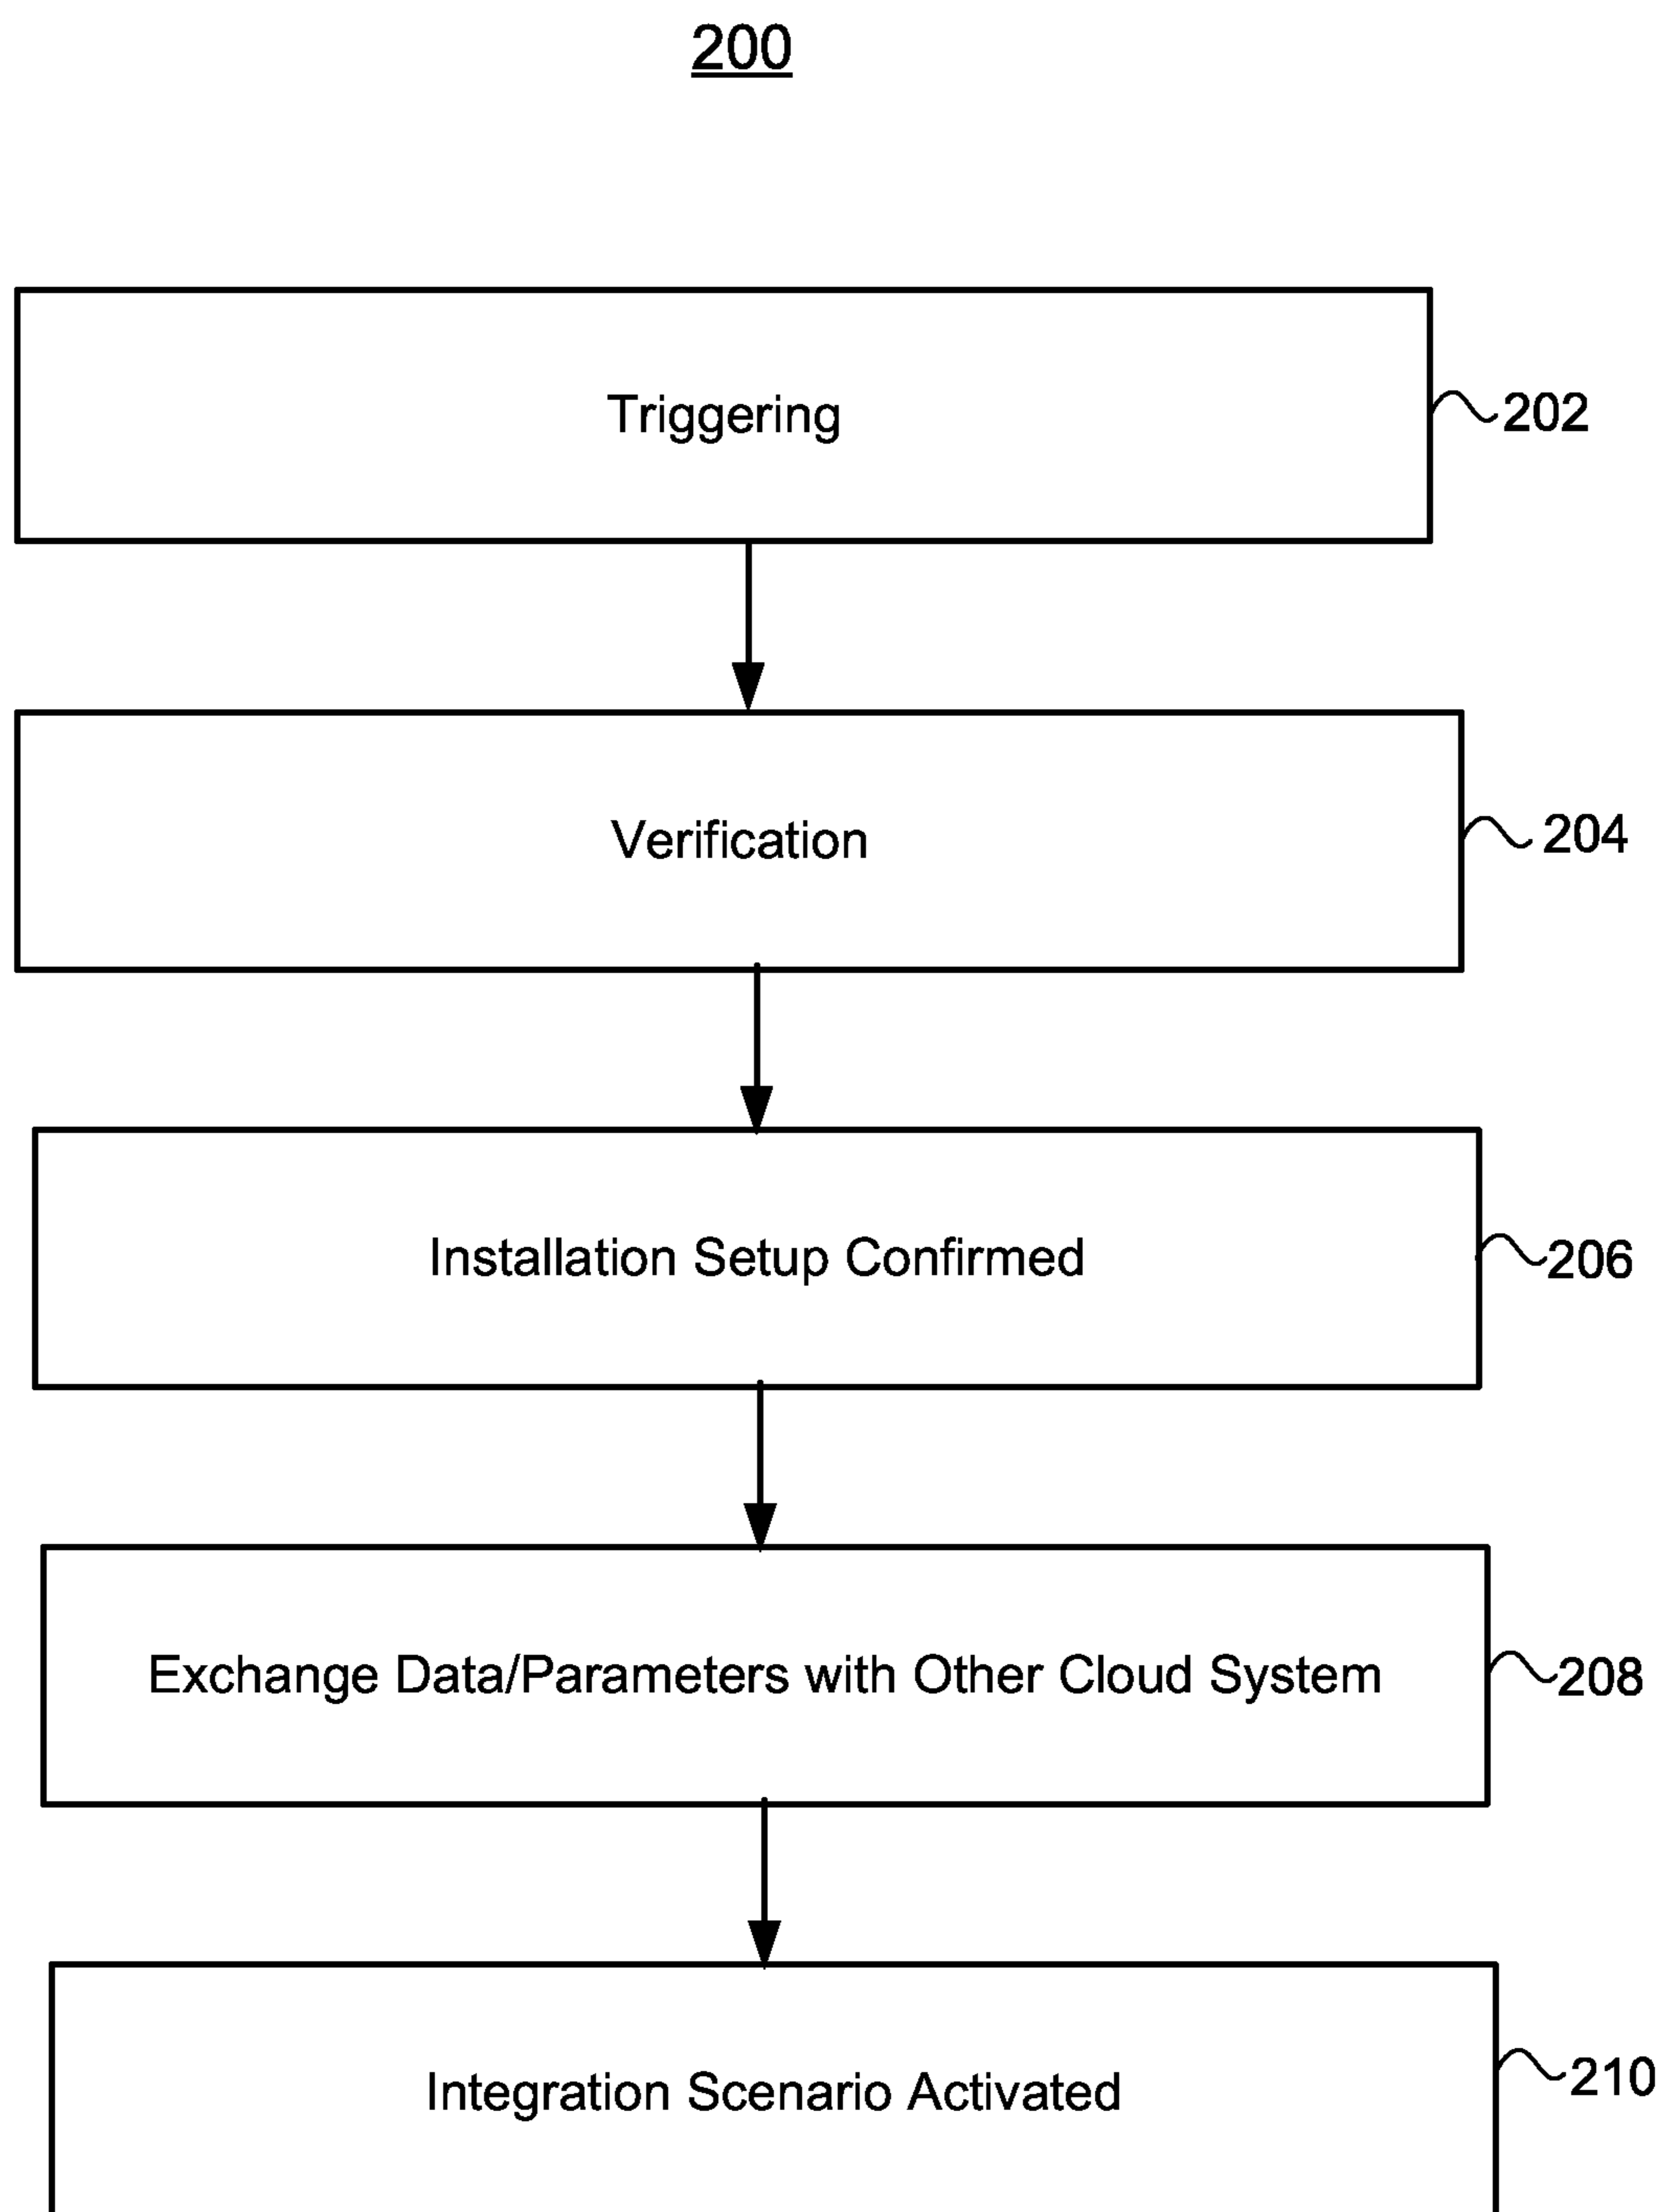 200
Triggering
202
Verification
204
Installation Setup Confirmed
206
Exchange Data/Parameters with Other Cloud System
208
Integration Scenario Activated
210